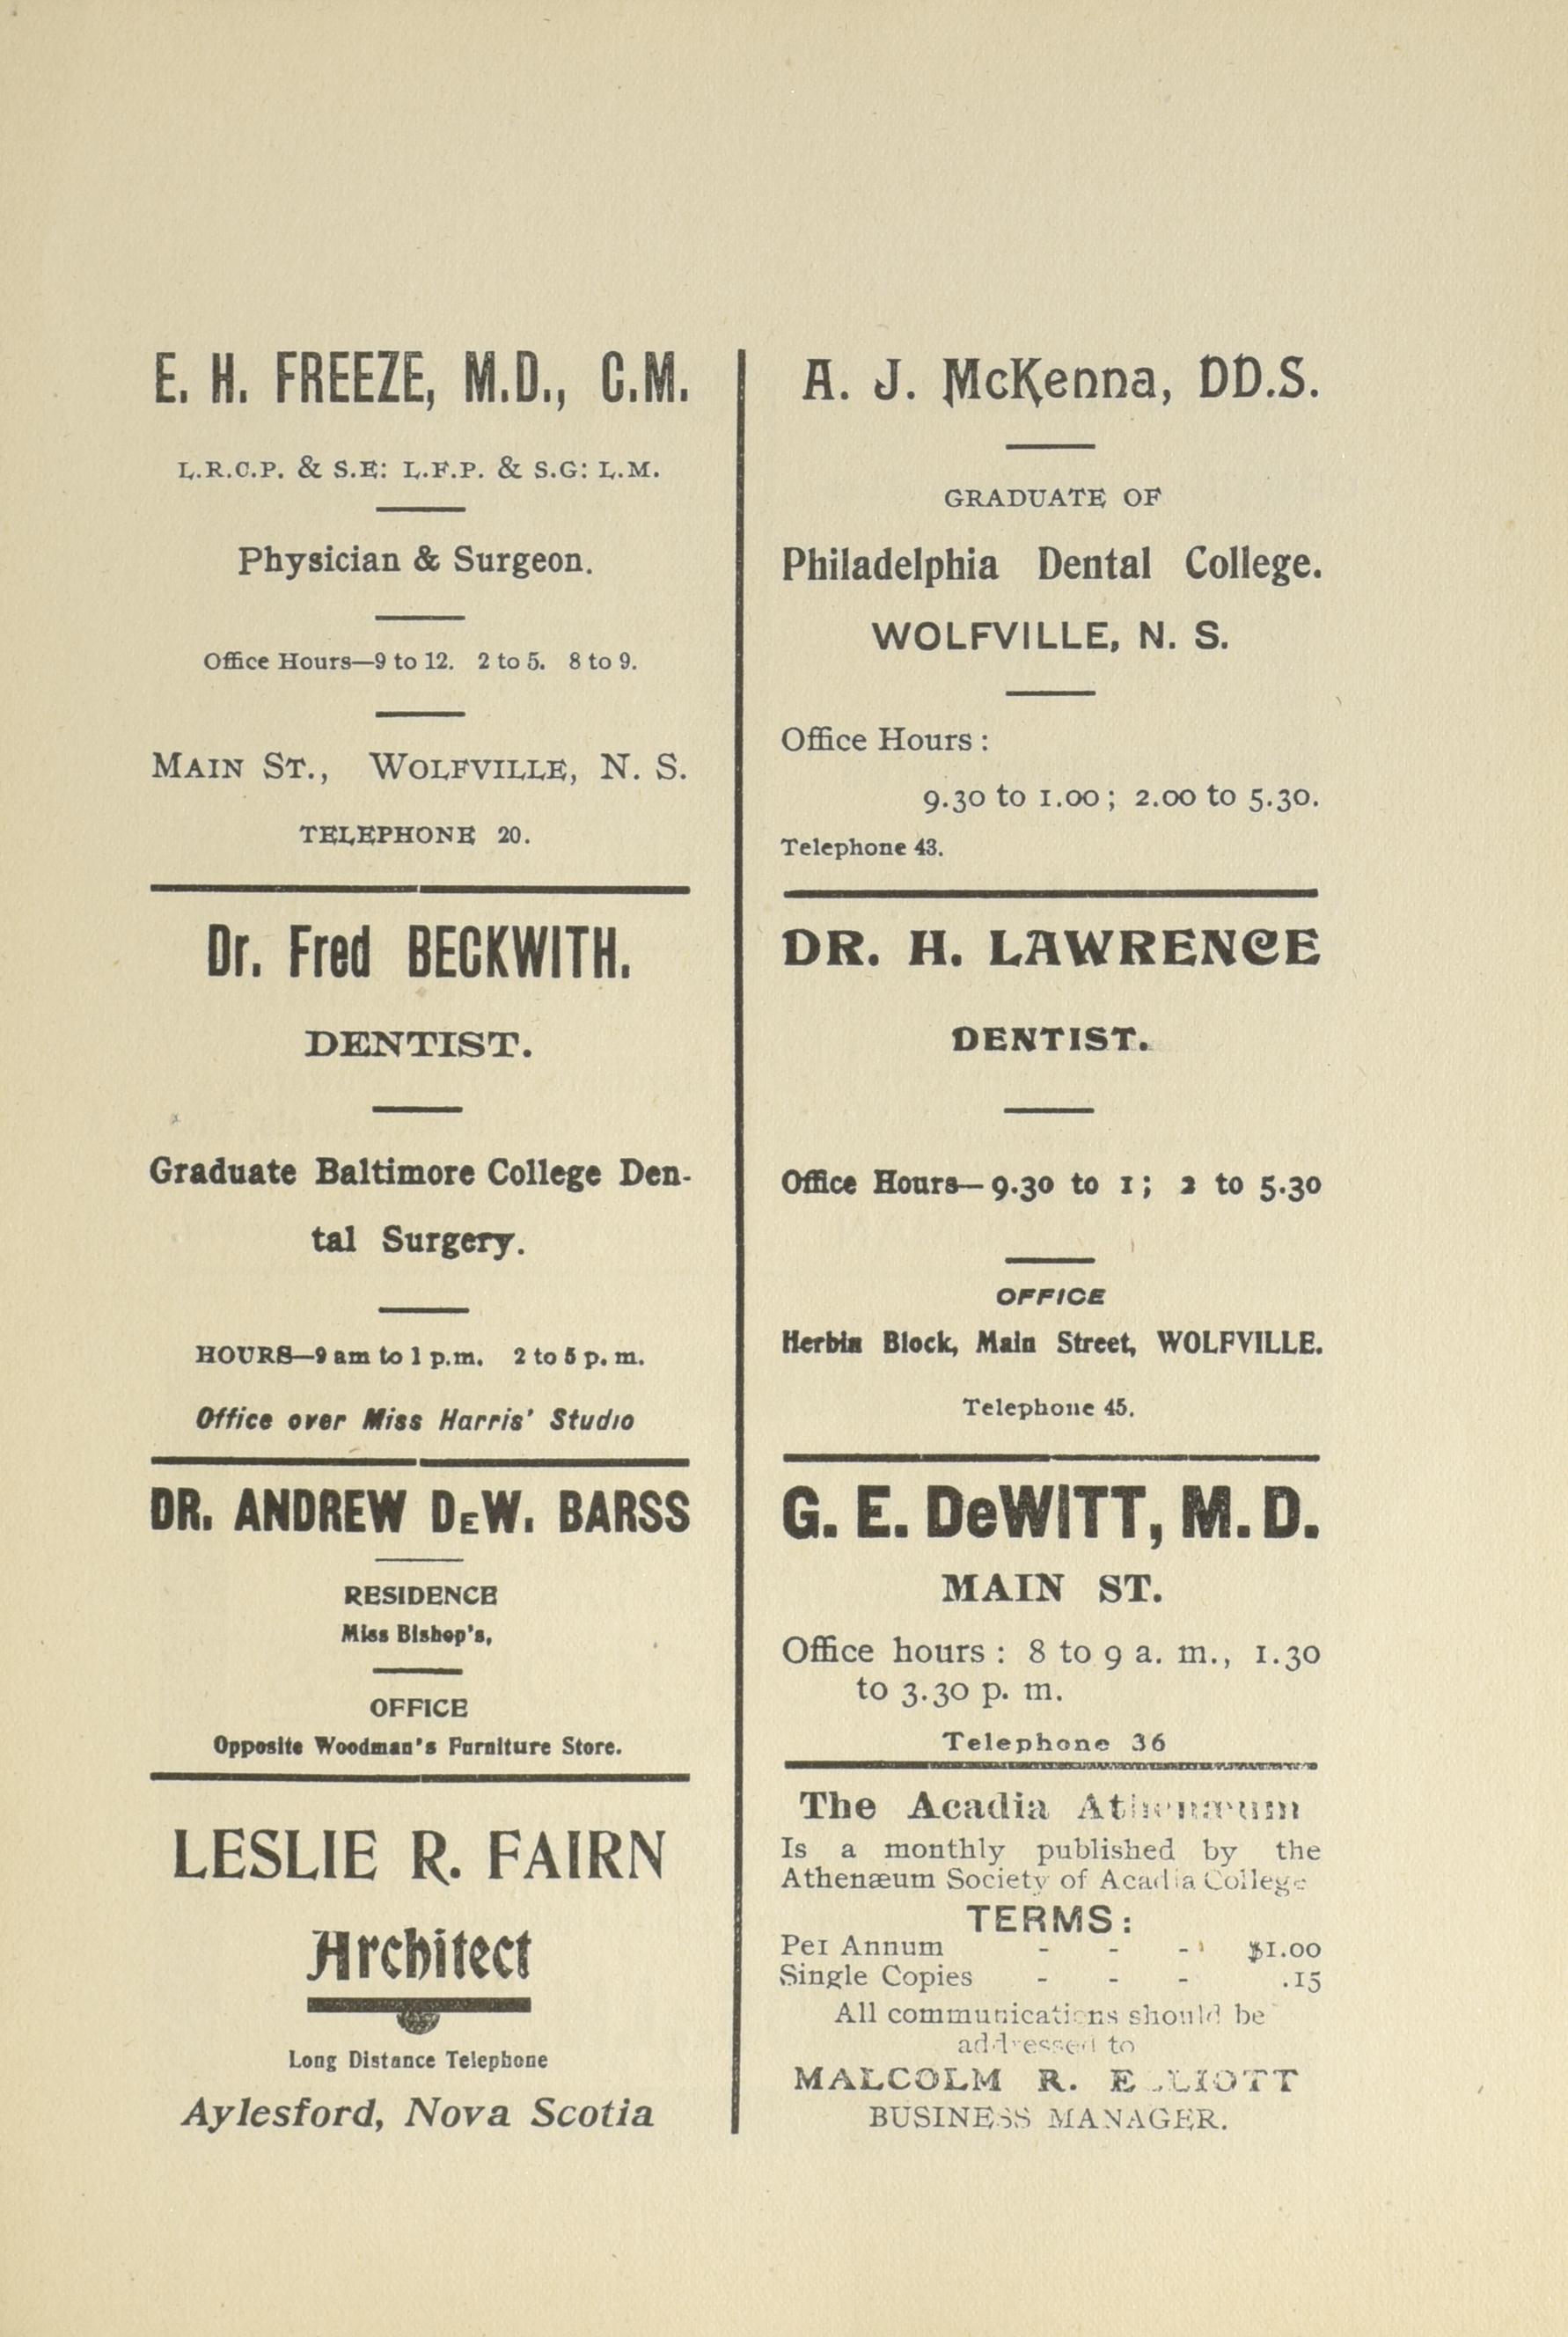 E. H. FREEZE, M.D., C.M.
L.R.C.P. & S.E: L.F.P. & S.G: L.M.
Physician & Surgeon.
Office Hours—9 to 12. 2 to 5. 8 to 9.
MAIN ST., WOLFVILLE, N. S.
TELEPHONE 20.
Dr. Fred BECKWITH.
DENTIST.
Graduate Baltimore College Den-
tal Surgery.
HOURS—9 am to 1 p.m. 2 to 5 p. m.
Office over Miss Harris' Studio
DR. ANDREW DEW. BARSS
RESIDENCE
Miss Bishop's,
OFFICE
Opposite Woodman's Furniture Store.
LESLIE R. FAIRN
Architect
Long Distance Telephone
Aylesford, Nova Scotia
A. J. McKenna, DD.S.
GRADUATE OF
Philadelphia Dental College.
WOLFVILLE, N. S.
Office Hours :
9.30 to 1.00 ; 2.00 to 5.30.
Telephone 43.
DR. H. LAWRENCE
DENTIST.
Office Hours—9.30 to 1 ; 2 to 5.30
OFFICE
Herbin Block, Main Street, WOLFVILLE.
Telephone 45.
G. E. DeWITT, M. D.
MAIN ST.
Office hours : 8 to 9 a. m., 1.30
to 3.30 p. m.
Telephone 36
The Acadia Athenæum
Is a monthly published by the
Athenæum Society of Acadia College
TERMS :
Per Annum - - - $1.00
Single Copies - - - .15
All communications should be
addressed to
MALCOLM R. ELLIOTT
BUSINESS MANAGER.